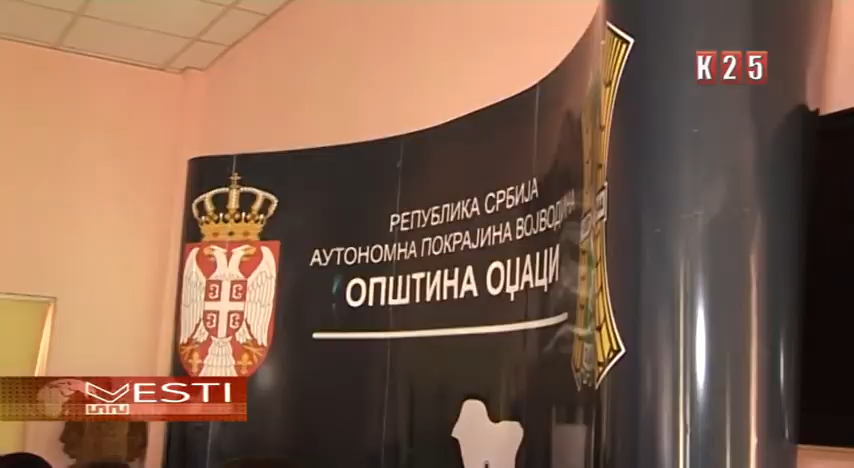 K25
РЕПУБЛИКА СРБИЈА
АУТОНОМНА ПОКРАЈИНА ВОЈВОДИНА
ОПШТИНА ОЏАЦИ
VESTI